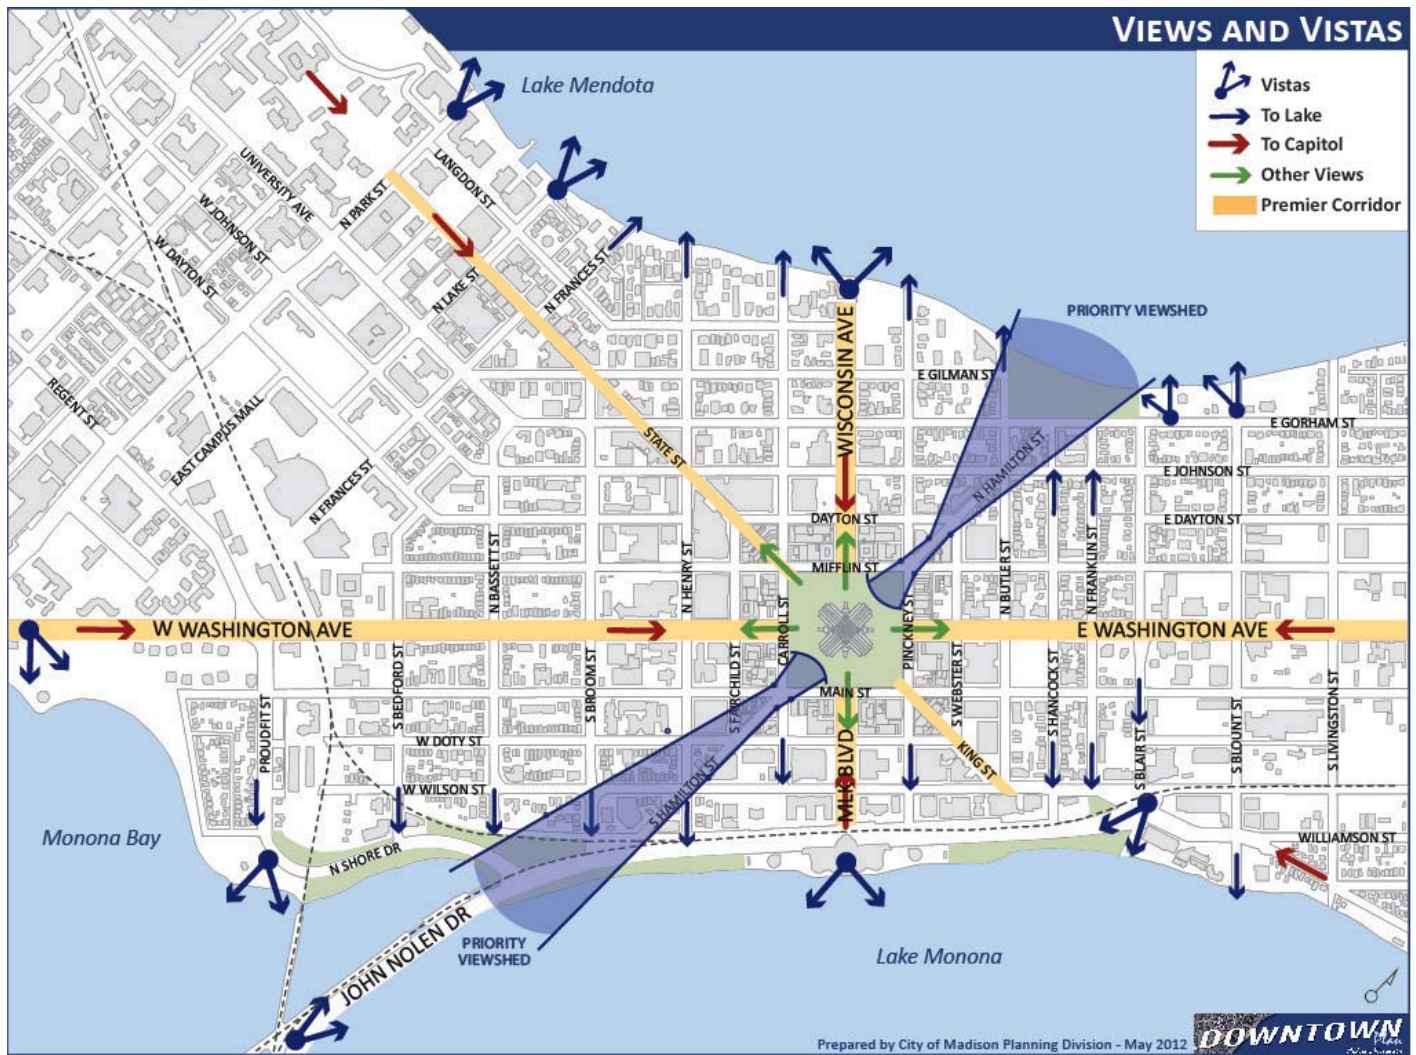 VIEWS AND VISTAS
Vistas
To Lake
To Capitol
Other Views
Premier Corridor
Lake Mendota
LANGDON ST
UNIVERSITY AVE
N PARK ST
W JOHNSON ST
W DAYTON ST
N LAKE ST
N FRANCES ST
PRIORITY VIEWSHED
WISCONSIN AVE
E GILMAN ST
REGENT ST
EAST CAMPUS MALL
N FRANCES ST
STATE ST
N HAMILTON ST
E GORHAM ST
E JOHNSON ST
E DAYTON ST
DAYTON ST
MIFFLIN ST
N BASSETT ST
N HENRY ST
CARROLL ST
PINCKNEY ST
N BUTLER ST
N FRANKLIN ST
W WASHINGTON AVE
E WASHINGTON AVE
PROUDFIT ST
S BEDFORD ST
S BROOM ST
S FAIRCHILD ST
MAIN ST
S WEBSTER ST
S HANCOCK ST
S BLAIR ST
S BLOUNT ST
S LIVINGSTON ST
W DOTY ST
W WILSON ST
S HAMILTON ST
MLK BLVD
KING ST
WILLIAMSON ST
Monona Bay
N SHORE DR
JOHN NOLEN DR
PRIORITY
VIEWSHED
Lake Monona
Prepared by City of Madison Planning Division - May 2012
DOWNTOWN
Plan